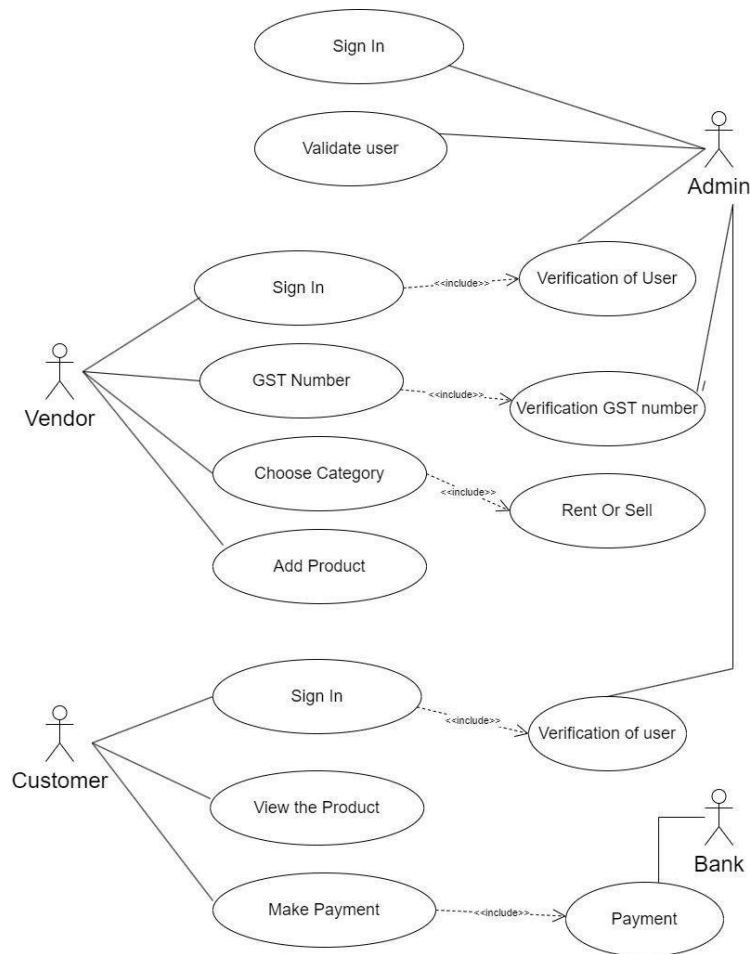 Sign In
Validate user
Admin
Sign In
<<include>>
Verification of User
Vendor
GST Number
<<include>>
Verification GST number
Choose Category
<<include>>
Rent Or Sell
Add Product
Customer
Sign In
<<include>>
Verification of user
View the Product
Bank
Make Payment
<<include>>
Payment